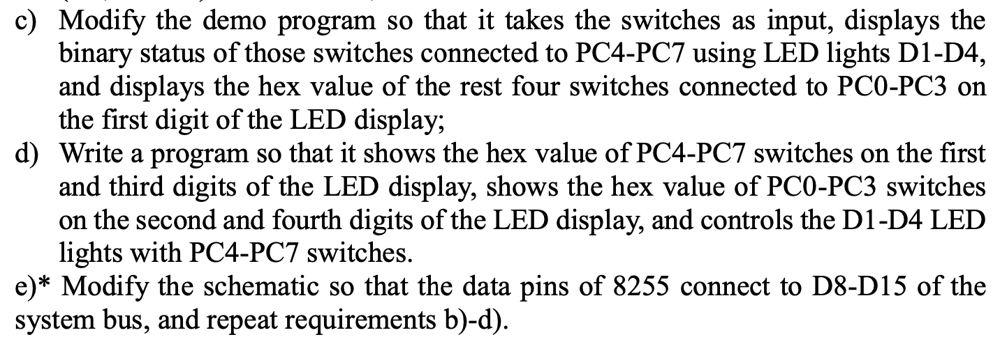 c) Modify the demo program so that it takes the switches as input, displays the
binary status of those switches connected to PC4-PC7 using LED lights D1-D4,
and displays the hex value of the rest four switches connected to PC0-PC3 on
the first digit of the LED display;
d) Write a program so that it shows the hex value of PC4-PC7 switches on the first
and third digits of the LED display, shows the hex value of PC0-PC3 switches
on the second and fourth digits of the LED display, and controls the D1-D4 LED
lights with PC4-PC7 switches.
e)* Modify the schematic so that the data pins of 8255 connect to D8-D15 of the
system bus, and repeat requirements b)-d).